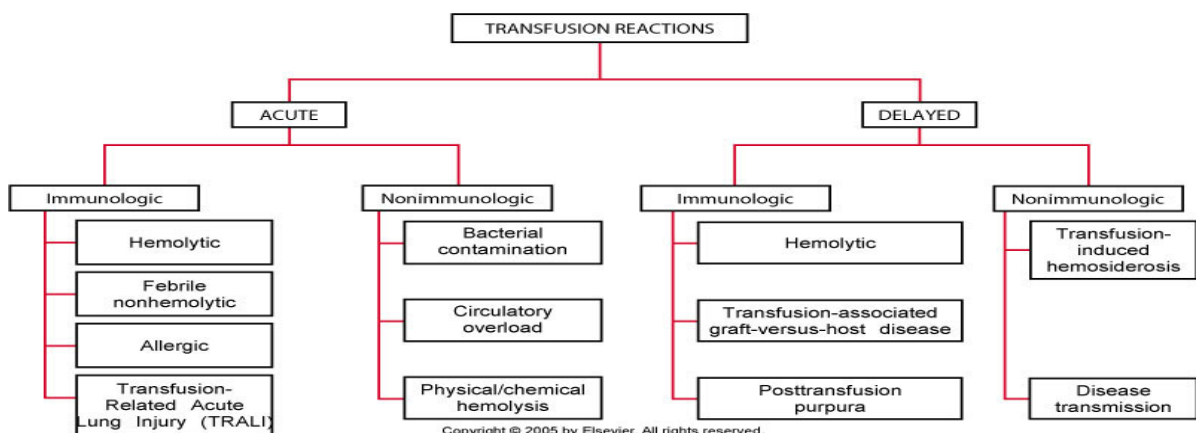 TRANSFUSION REACTIONS
ACUTE
DELAYED
Immunologic
Nonimmunologic
Immunologic
Nonimmunologic
Hemolytic
Febrile
nonhemolytic
Allergic
Transfusion-
Related Acute
Lung Injury (TRALI)
Bacterial
contamination
Circulatory
overload
Physical/chemical
hemolysis
Hemolytic
Transfusion-associated
graft-versus-host disease
Posttransfusion
purpura
Transfusion-
induced
hemosiderosis
Disease
transmission
Copyright © 2005 by Elsevier. All rights reserved.